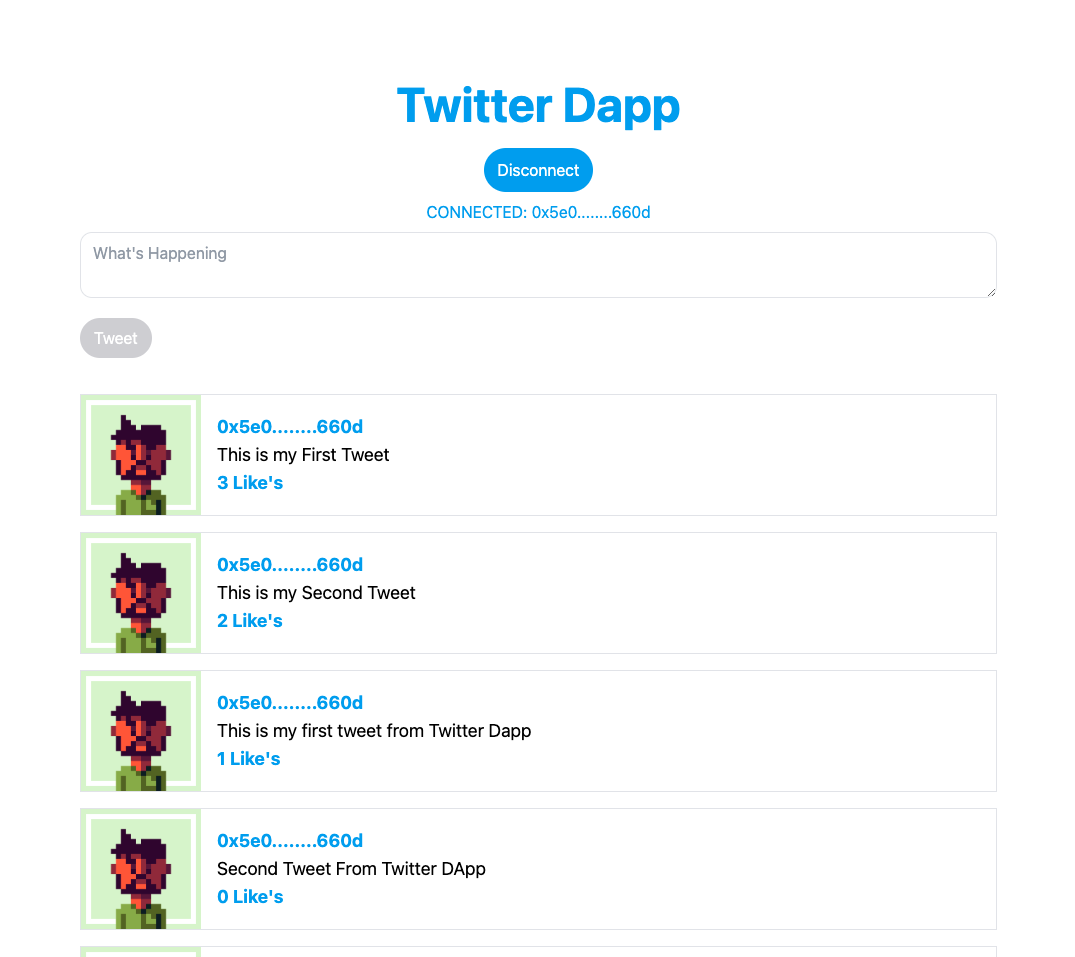 Twitter Dapp
Disconnect
CONNECTED: 0x5e0........660d
What's Happening
Tweet
0x5e0........660d
This is my First Tweet
3 Like's
0x5e0........660d
This is my Second Tweet
2 Like's
0x5e0........660d
This is my first tweet from Twitter Dapp
1 Like's
0x5e0........660d
Second Tweet From Twitter DApp
0 Like's